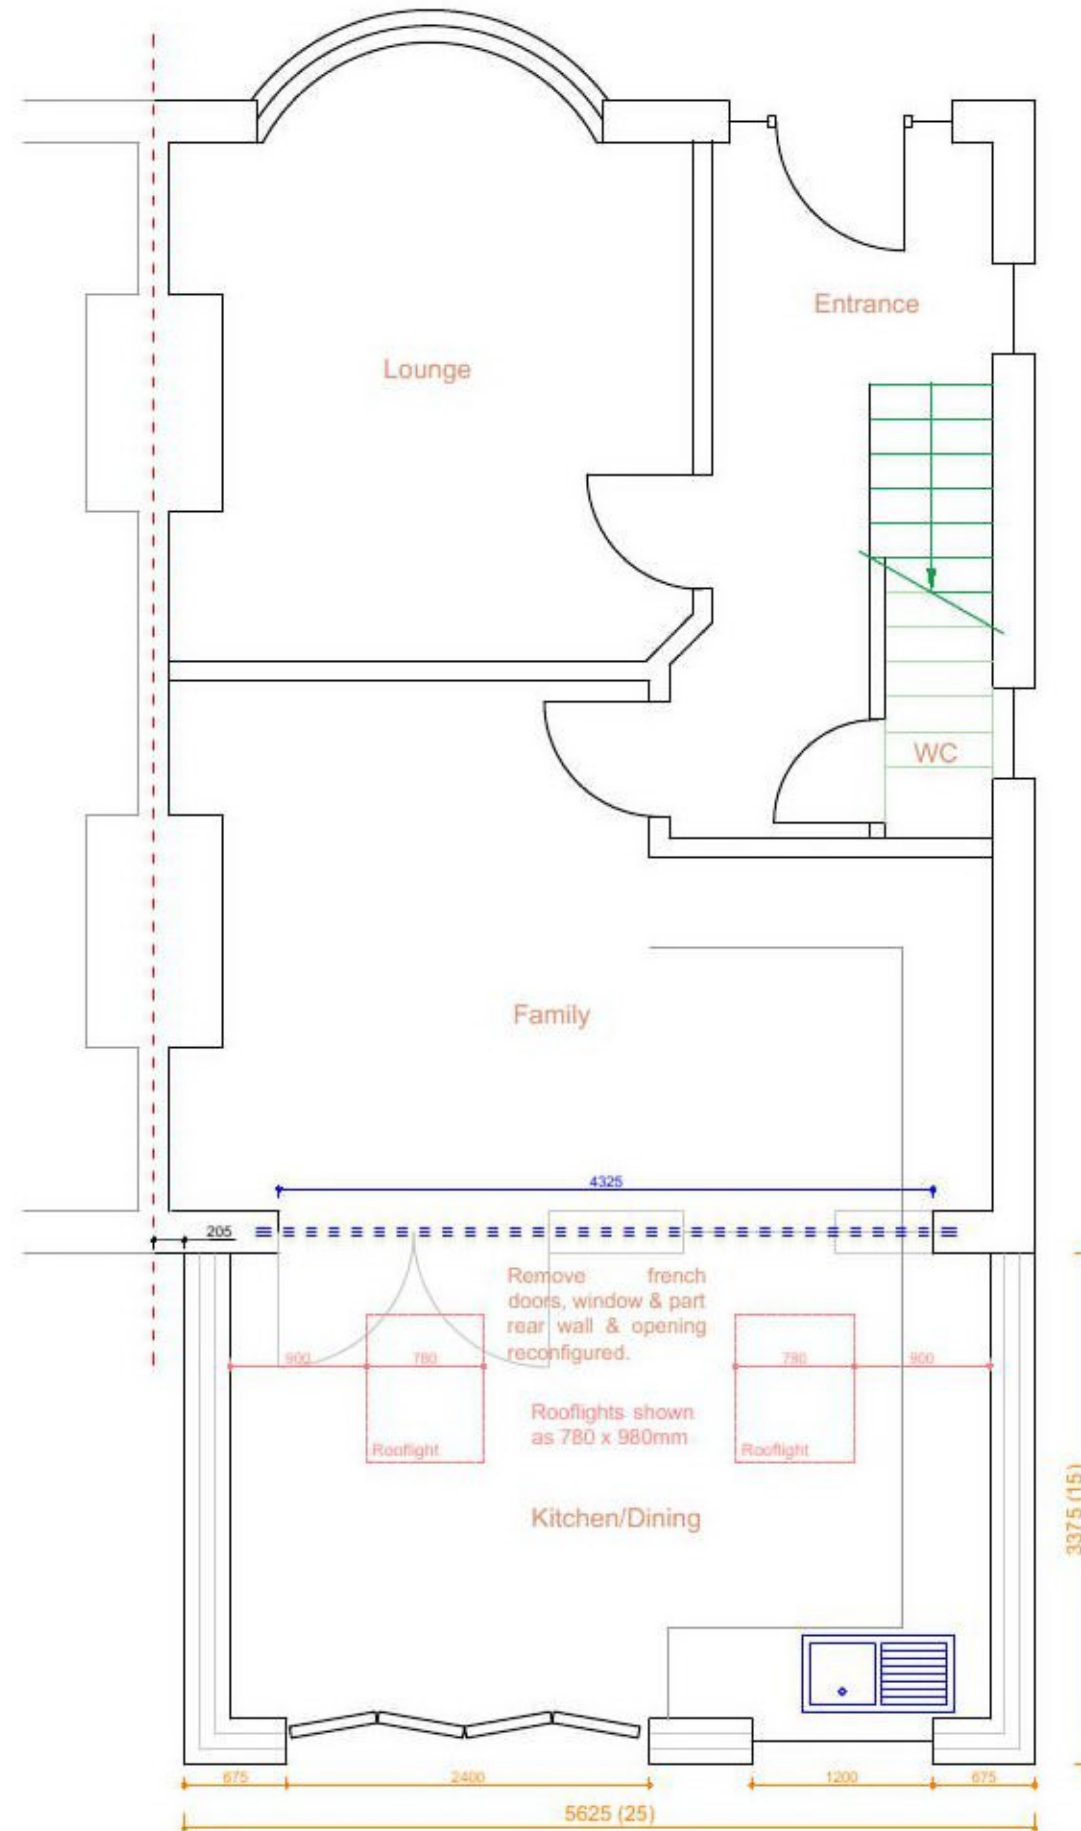 Entrance
Lounge
WC
Family
4325
205
Remove french
doors, window & part
rear wall & opening
reconfigured.
900
780
780
900
Rooflights shown
as 780 x 980mm
Rooflight
Rooflight
3375 (15)
Kitchen/Dining
675
2400
1200
675
5625 (25)